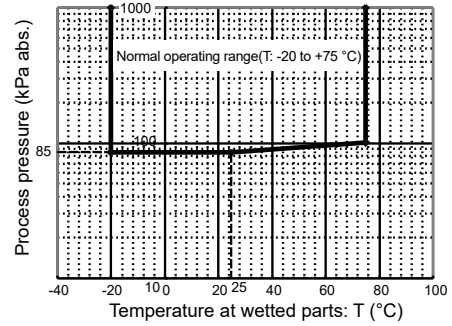 1000
Normal operating range(T: -20 to +75 °C)
100
85
10
-40 -20 0 20 25 40 60 80 100
Process pressure (kPa abs.)
Temperature at wetted parts: T (°C)